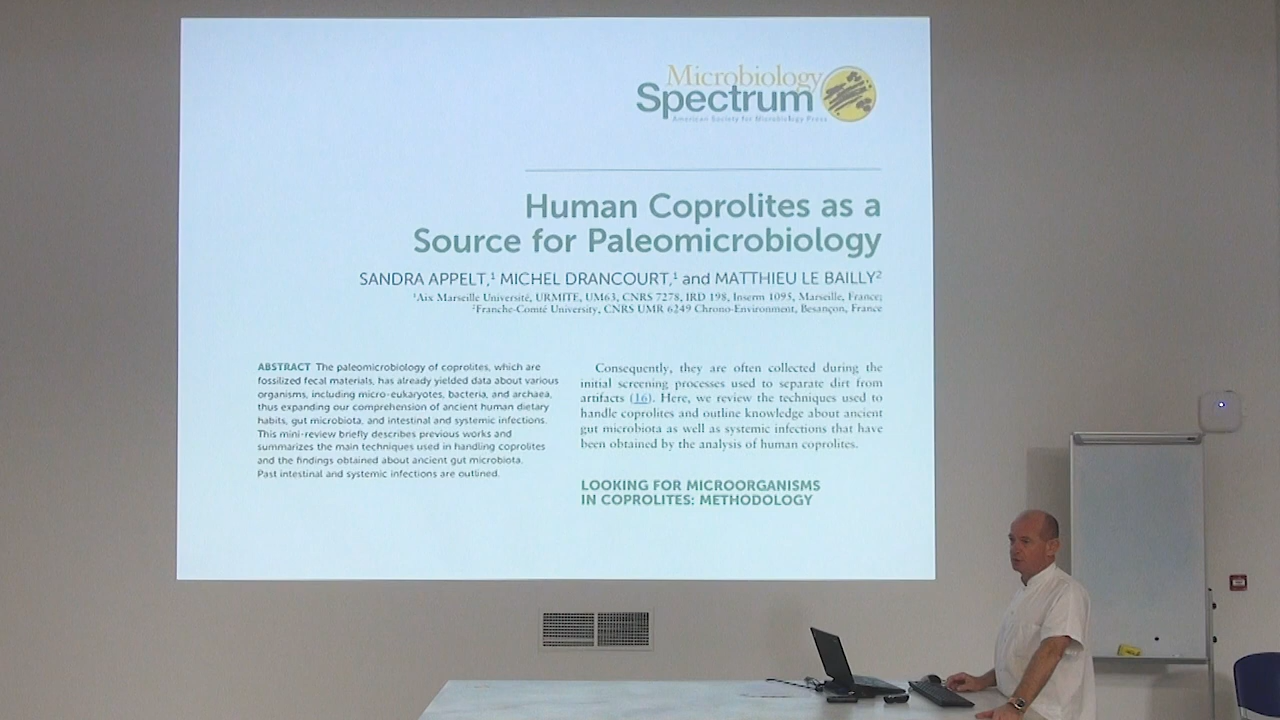 Microbiology
Spectrum
American Society for Microbiology Press
Human Coprolites as a
Source for Paleomicrobiology
SANDRA APPELT,¹ MICHEL DRANCOURT,¹ and MATTHIEU LE BAILLY²
¹Aix Marseille Université, URMITE, UM63, CNRS 7278, IRD 198, Inserm 1095, Marseille, France;
²Franche-Comté University, CNRS UMR 6249 Chrono-Environment, Besançon, France
ABSTRACT The paleomicrobiology of coprolites, which are
fossilized fecal materials, has already yielded data about various
organisms, including micro-eukaryotes, bacteria, and archaea,
thus expanding our comprehension of ancient human dietary
habits, gut microbiota, and intestinal and systemic infections.
This mini-review briefly describes previous works and
summarizes the main techniques used in handling coprolites
and the findings obtained about ancient gut microbiota.
Past intestinal and systemic infections are outlined.
Consequently, they are often collected during the
initial screening processes used to separate dirt from
artifacts (16). Here, we review the techniques used to
handle coprolites and outline knowledge about ancient
gut microbiota as well as systemic infections that have
been obtained by the analysis of human coprolites.
LOOKING FOR MICROORGANISMS
IN COPROLITES: METHODOLOGY